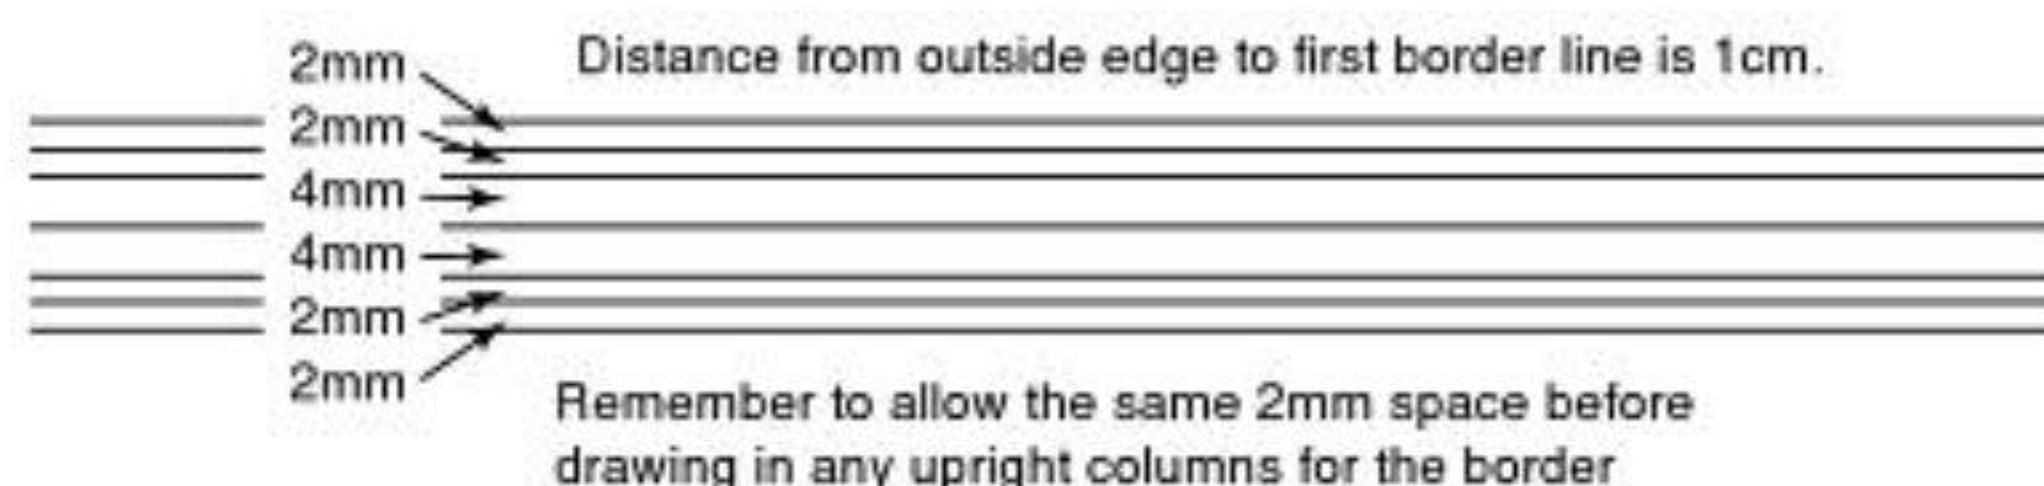 2mm
Distance from outside edge to first border line is 1cm.
2mm
4mm
4mm
2mm
2mm
Remember to allow the same 2mm space before
drawing in any upright columns for the border